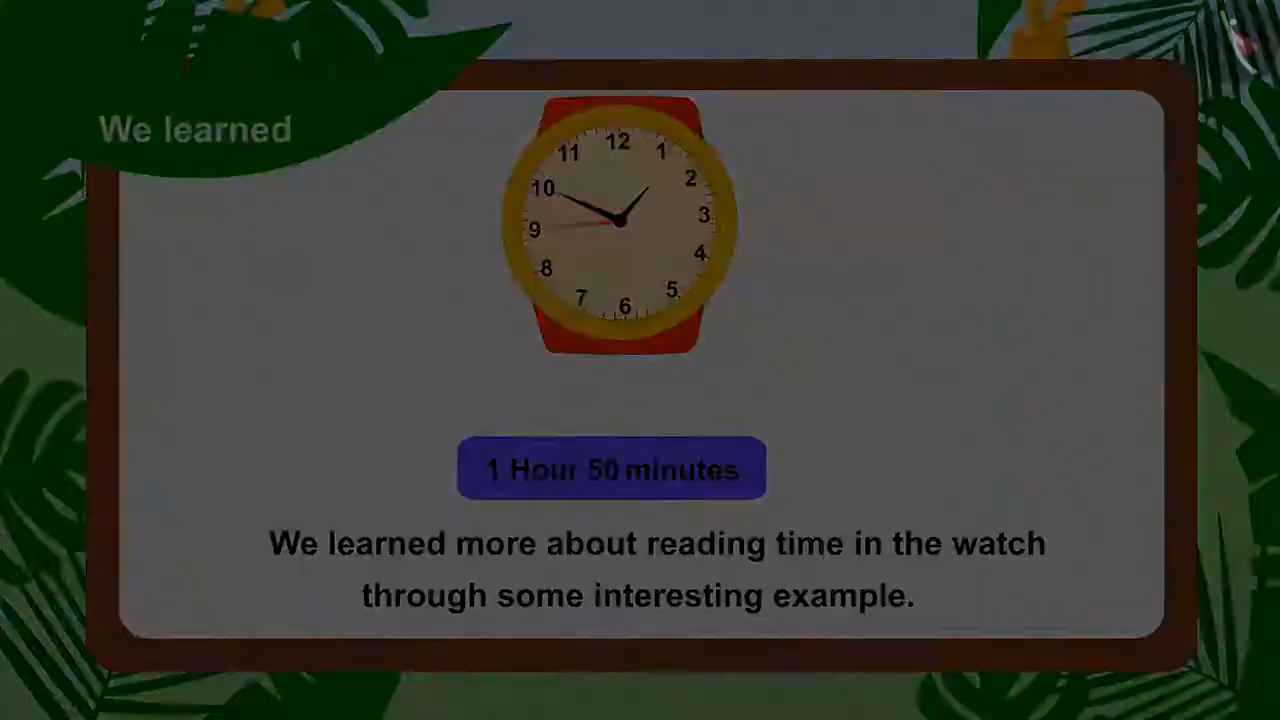 We learned
12
11 1
10 2
9 3
8 4
7 5
6
1 Hour 50 minutes
We learned more about reading time in the watch
through some interesting example.